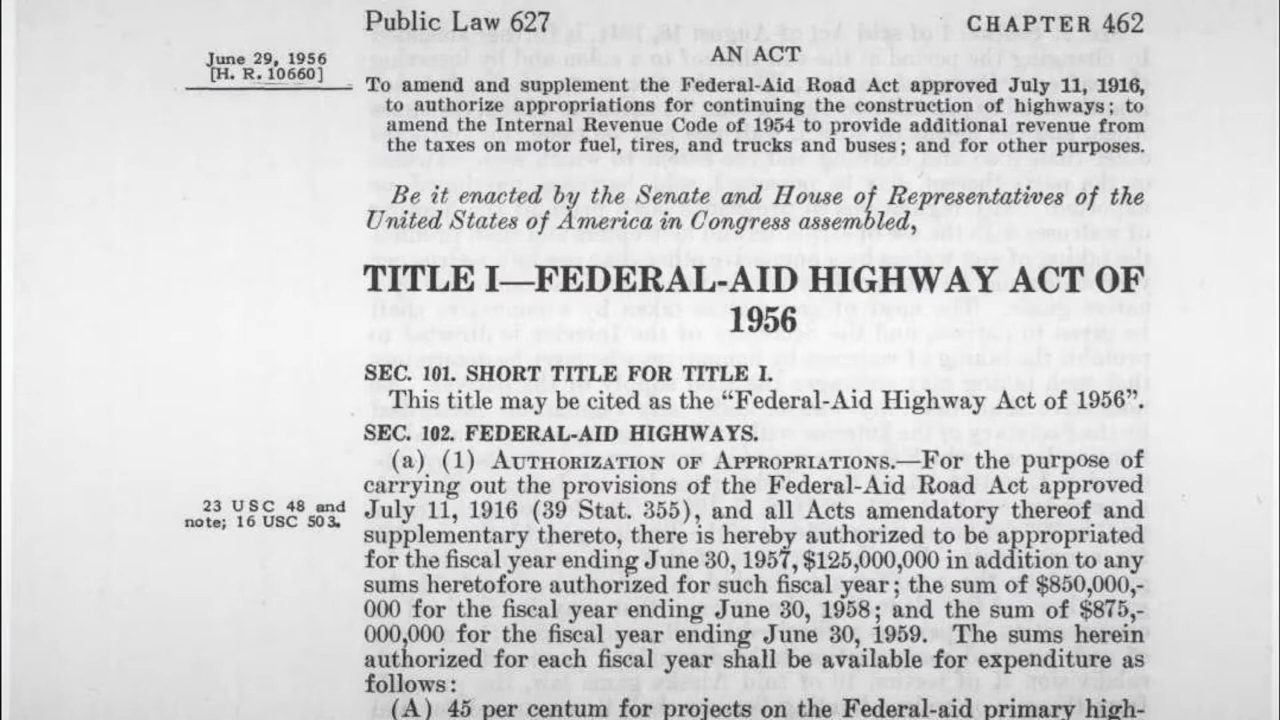 Public Law 627
CHAPTER 462
June 29, 1956
[H. R. 10660]
AN ACT
To amend and supplement the Federal-Aid Road Act approved July 11, 1916,
to authorize appropriations for continuing the construction of highways; to
amend the Internal Revenue Code of 1954 to provide additional revenue from
the taxes on motor fuel, tires, and trucks and buses; and for other purposes.
Be it enacted by the Senate and House of Representatives of the
United States of America in Congress assembled,
TITLE I—FEDERAL-AID HIGHWAY ACT OF
1956
SEC. 101. SHORT TITLE FOR TITLE I.
This title may be cited as the “Federal-Aid Highway Act of 1956”.
SEC. 102. FEDERAL-AID HIGHWAYS.
(a) (1) AUTHORIZATION OF APPROPRIATIONS.—For the purpose of
carrying out the provisions of the Federal-Aid Road Act approved
23 USC 48 and
note; 16 USC 503.
July 11, 1916 (39 Stat. 355), and all Acts amendatory thereof and
supplementary thereto, there is hereby authorized to be appropriated
for the fiscal year ending June 30, 1957, $125,000,000 in addition to any
sums heretofore authorized for such fiscal year; the sum of $850,000,-
000 for the fiscal year ending June 30, 1958; and the sum of $875,-
000,000 for the fiscal year ending June 30, 1959. The sums herein
authorized for each fiscal year shall be available for expenditure as
follows:
(A) 45 per centum for projects on the Federal-aid primary high-